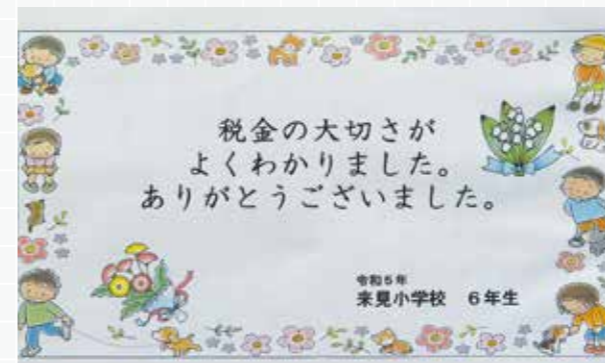 税金の大切さが
よくわかりました。
ありがとうございました。
令和5年
来見小学校　6年生